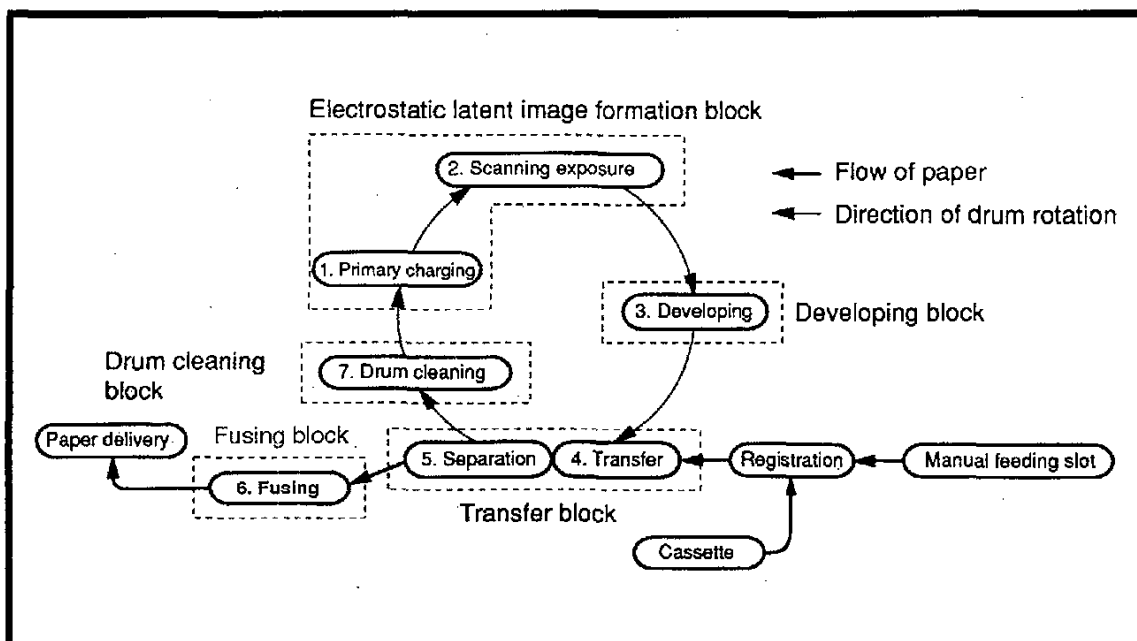 Electrostatic latent image formation block
2. Scanning exposure
Flow of paper
Direction of drum rotation
1. Primary charging
3. Developing
Developing block
Drum cleaning
block
7. Drum cleaning
Paper delivery
Fusing block
5. Separation
4. Transfer
Registration
Manual feeding slot
6. Fusing
Transfer block
Cassette